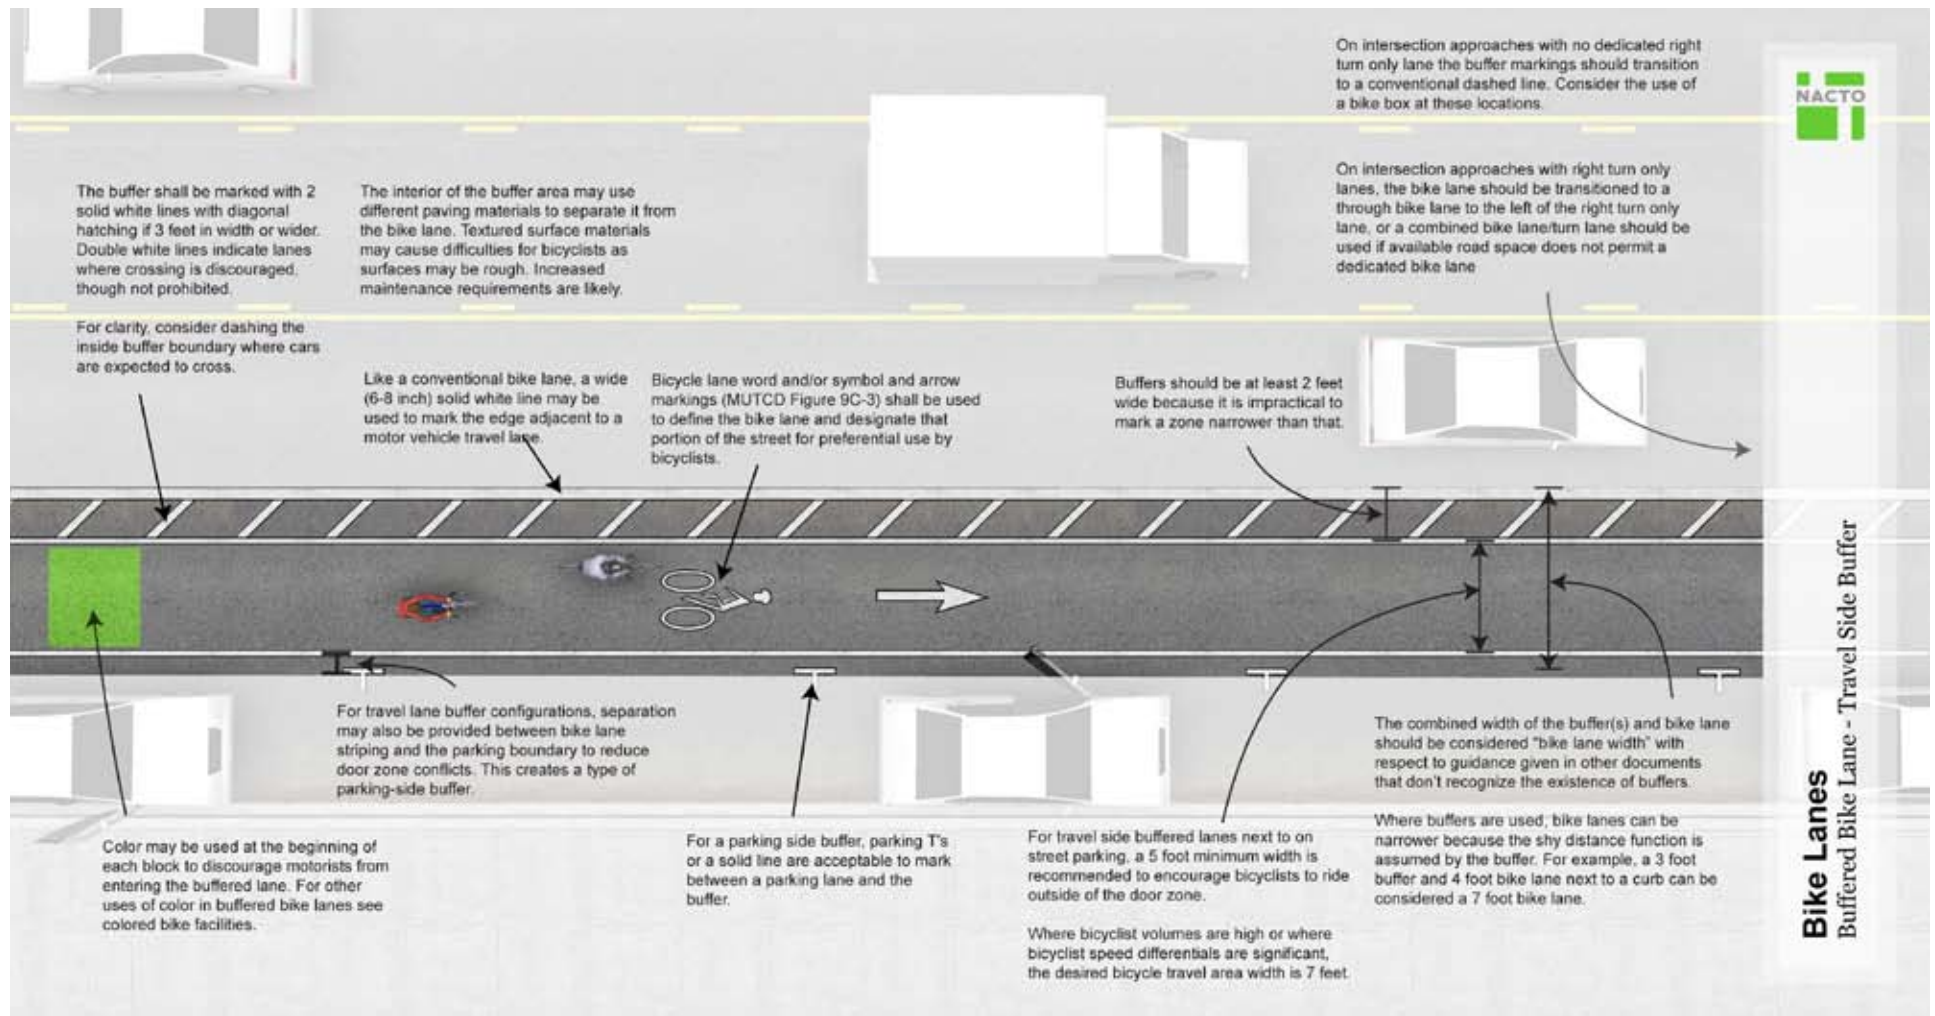 On intersection approaches with no dedicated right
turn only lane the buffer markings should transition
to a conventional dashed line. Consider the use of
a bike box at these locations.
NACTO
On intersection approaches with right turn only
lanes, the bike lane should be transitioned to a
through bike lane to the left of the right turn only
lane, or a combined bike lane/turn lane should be
used if available road space does not permit a
dedicated bike lane
The buffer shall be marked with 2
solid white lines with diagonal
hatching if 3 feet in width or wider.
Double white lines indicate lanes
where crossing is discouraged,
though not prohibited.
For clarity, consider dashing the
inside buffer boundary where cars
are expected to cross.
The interior of the buffer area may use
different paving materials to separate it from
the bike lane. Textured surface materials
may cause difficulties for bicyclists as
surfaces may be rough. Increased
maintenance requirements are likely.
Like a conventional bike lane, a wide
(6-8 inch) solid white line may be
used to mark the edge adjacent to a
motor vehicle travel lane.
Bicycle lane word and/or symbol and arrow
markings (MUTCD Figure 9C-3) shall be used
to define the bike lane and designate that
portion of the street for preferential use by
bicyclists.
Buffers should be at least 2 feet
wide because it is impractical to
mark a zone narrower than that.
For travel lane buffer configurations, separation
may also be provided between bike lane
striping and the parking boundary to reduce
door zone conflicts. This creates a type of
parking-side buffer.
Color may be used at the beginning of
each block to discourage motorists from
entering the buffered lane. For other
uses of color in buffered bike lanes see
colored bike facilities.
For a parking side buffer, parking T's
or a solid line are acceptable to mark
between a parking lane and the
buffer.
For travel side buffered lanes next to on
street parking, a 5 foot minimum width is
recommended to encourage bicyclists to ride
outside of the door zone.
Where bicyclist volumes are high or where
bicyclist speed differentials are significant,
the desired bicycle travel area width is 7 feet.
The combined width of the buffer(s) and bike lane
should be considered "bike lane width" with
respect to guidance given in other documents
that don't recognize the existence of buffers.
Where buffers are used, bike lanes can be
narrower because the shy distance function is
assumed by the buffer. For example, a 3 foot
buffer and 4 foot bike lane next to a curb can be
considered a 7 foot bike lane.
Bike Lanes
Buffered Bike Lane - Travel Side Buffer